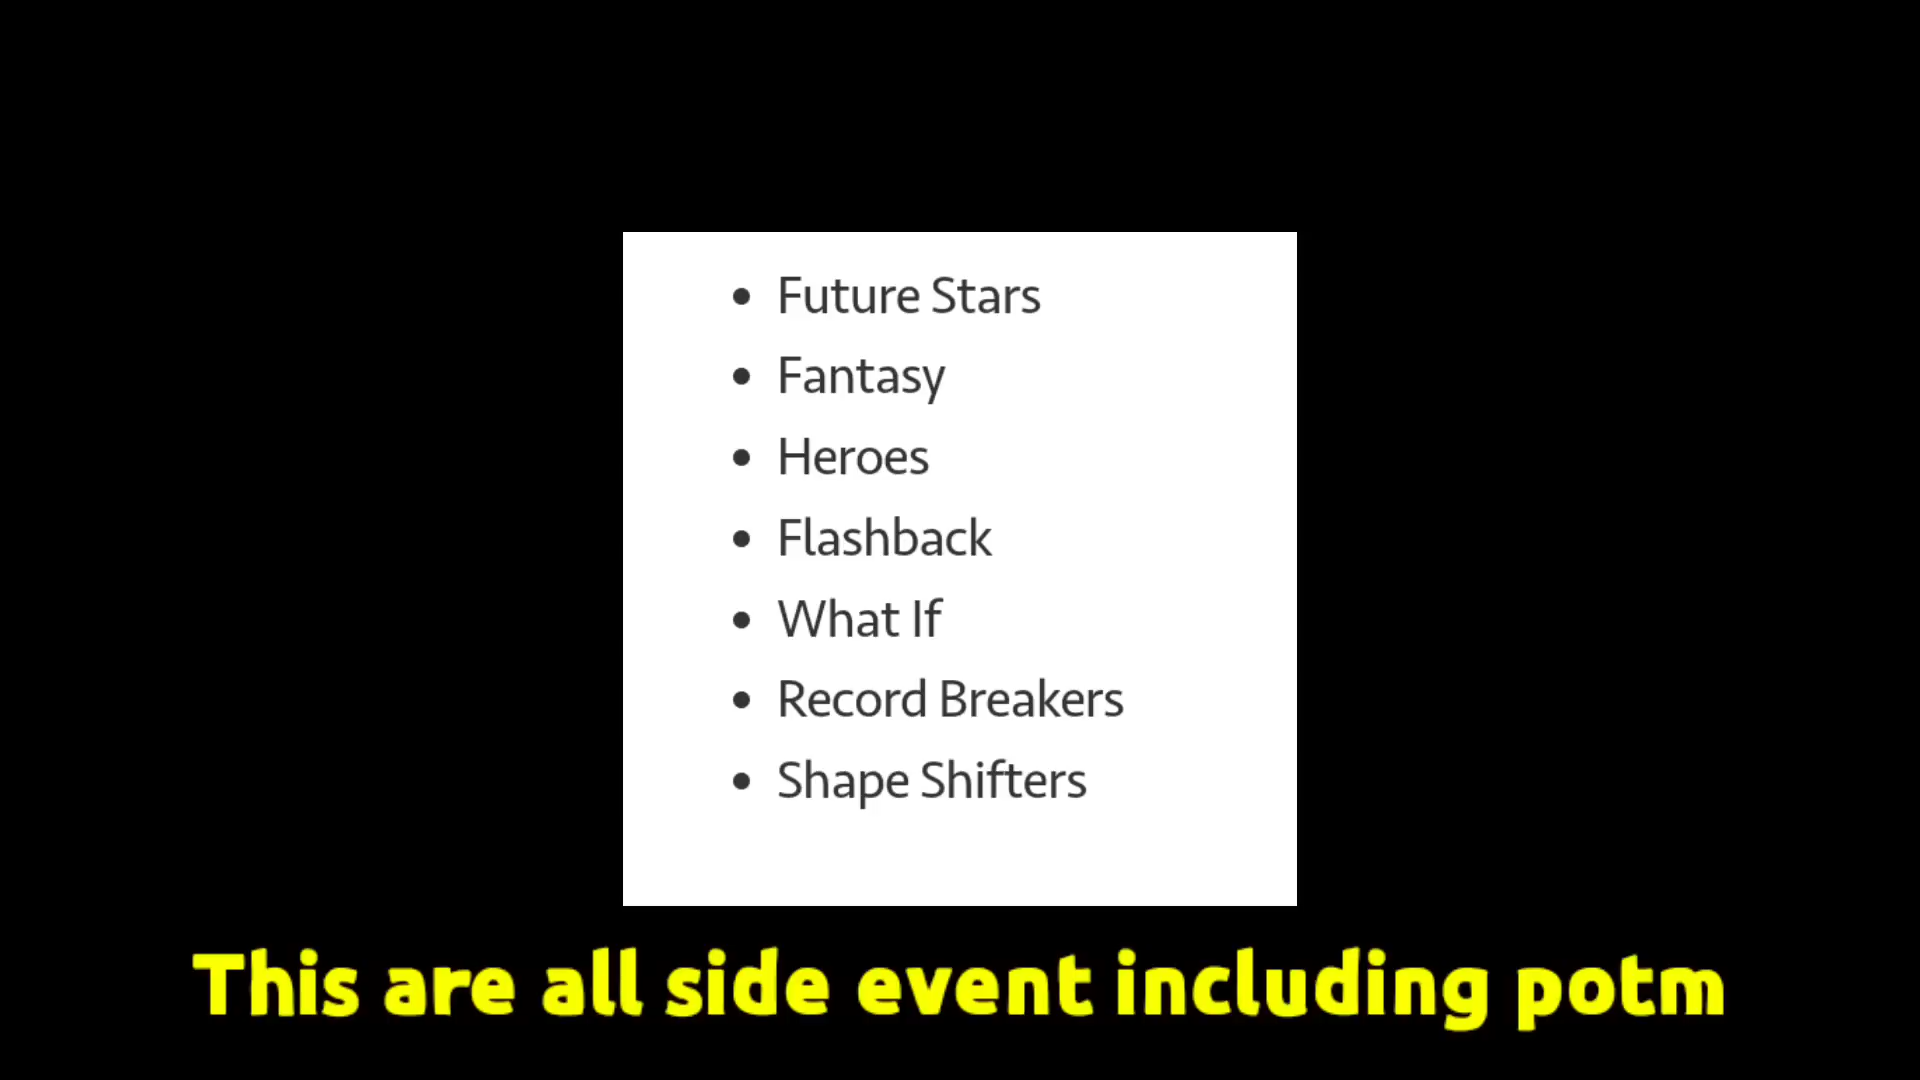 • Future Stars
• Fantasy
• Heroes
• Flashback
• What If
• Record Breakers
• Shape Shifters
This are all side event including potm